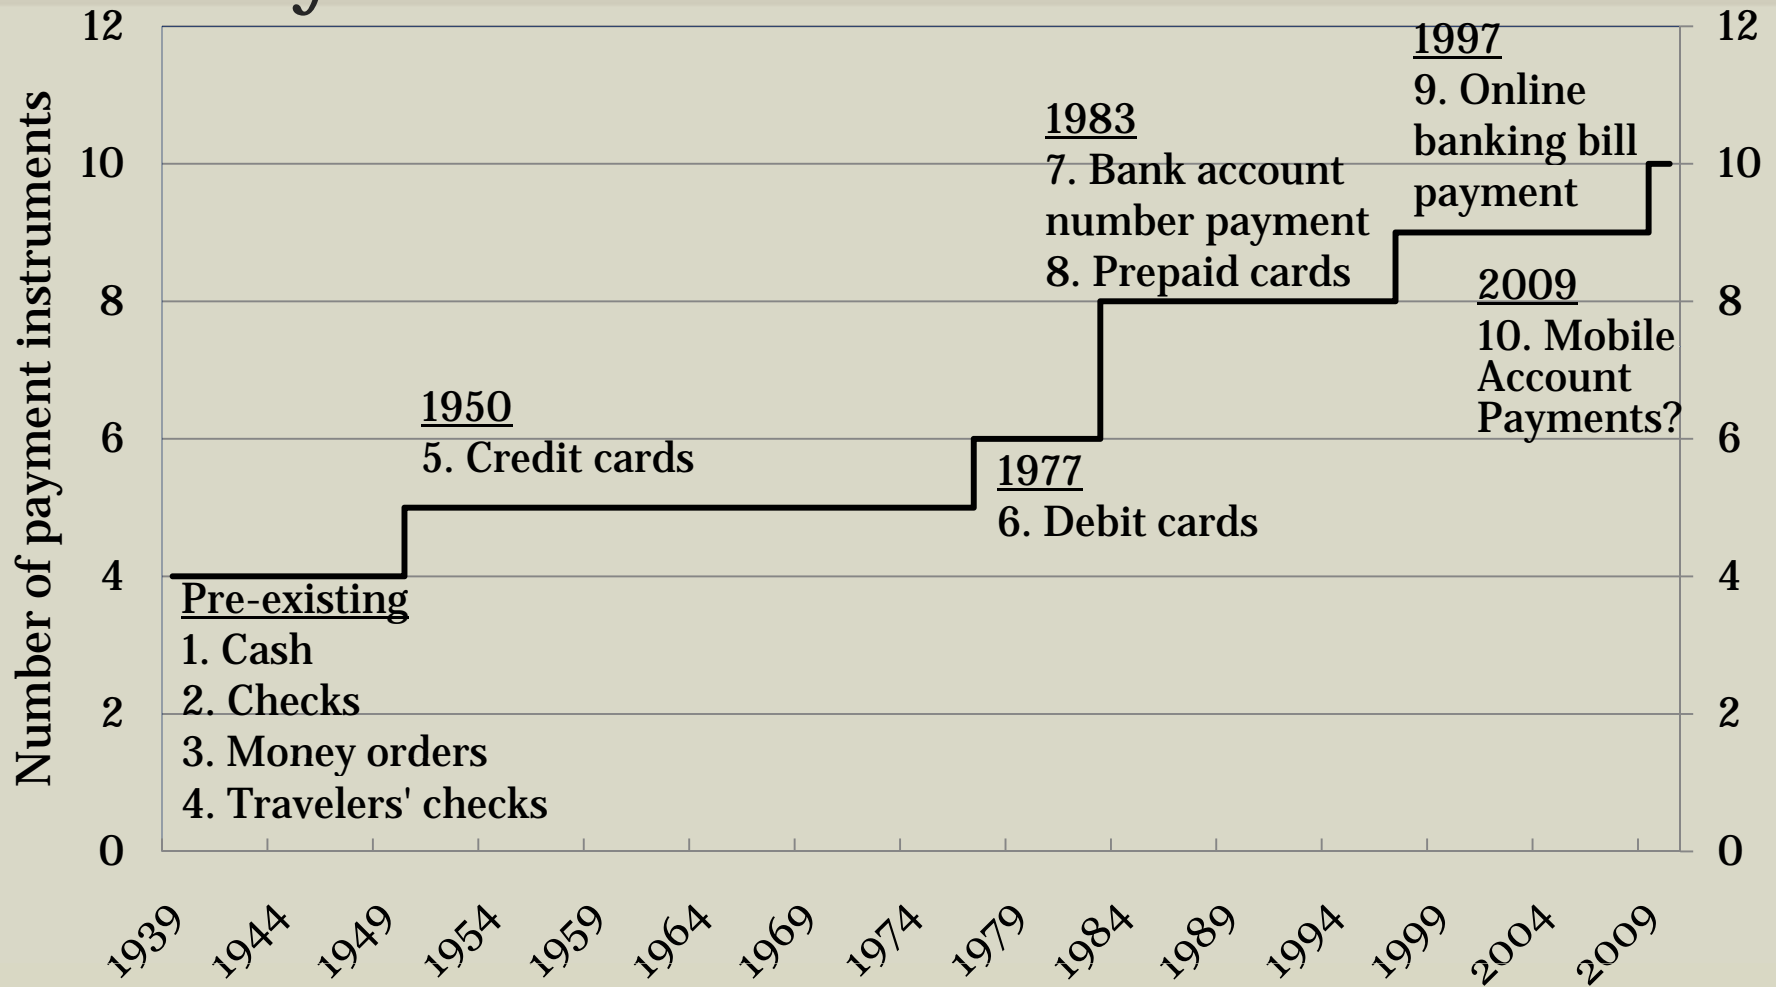 Number of payment instruments
12
10
8
6
4
2
0
12
10
8
6
4
2
0
Pre-existing
1. Cash
2. Checks
3. Money orders
4. Travelers' checks
1950
5. Credit cards
1977
6. Debit cards
1983
7. Bank account
number payment
8. Prepaid cards
1997
9. Online
banking bill
payment
2009
10. Mobile
Account
Payments?
1939
1944
1949
1954
1959
1964
1969
1974
1979
1984
1989
1994
1999
2004
2009